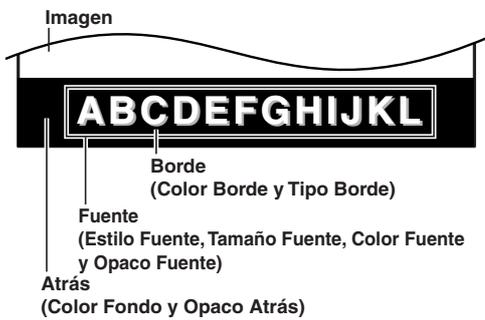 Imagen
ABCDEFGHIJKL
Borde
(Color Borde y Tipo Borde)
Fuente
(Estilo Fuente, Tamaño Fuente, Color Fuente
y Opaco Fuente)
Atrás
(Color Fondo y Opaco Atrás)